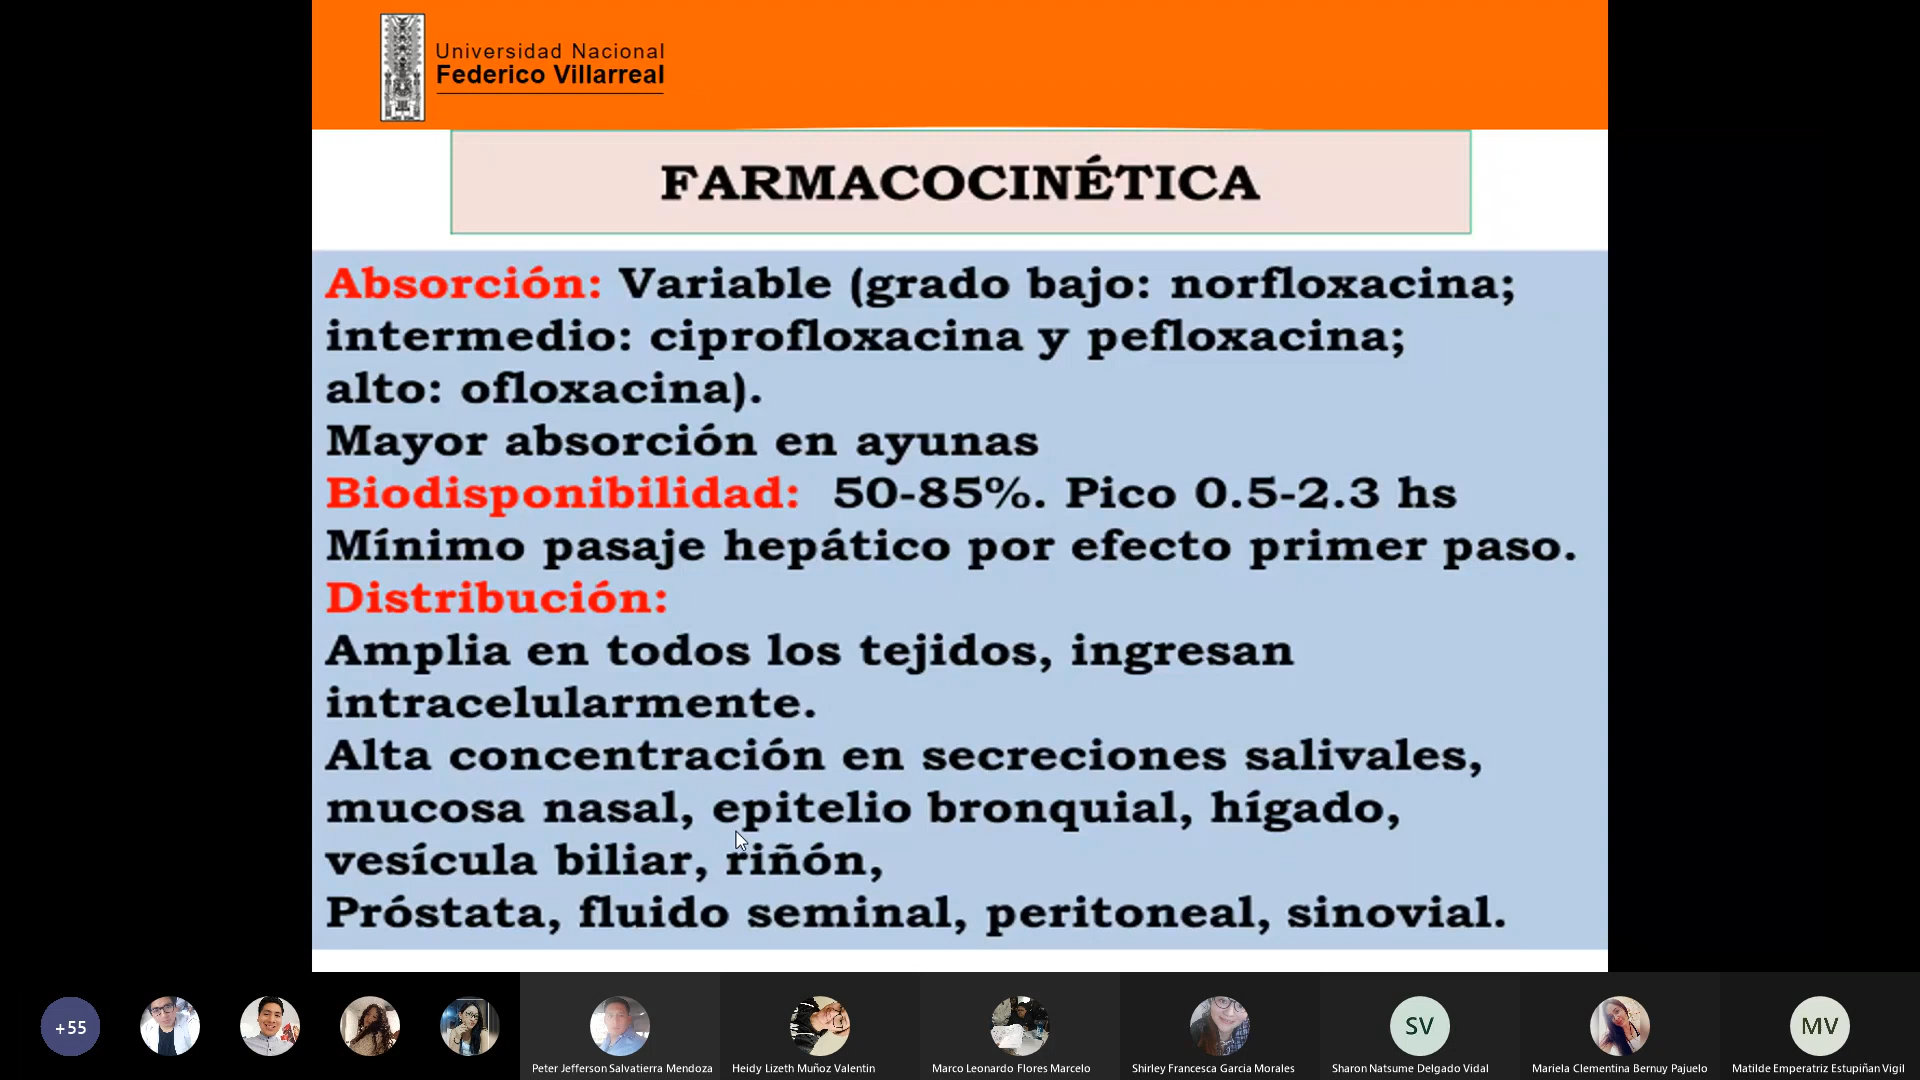 Universidad Nacional
Federico Villarreal
FARMACOCINÉTICA
Absorción: Variable (grado bajo: norfloxacina;
intermedio: ciprofloxacina y pefloxacina;
alto: ofloxacina).
Mayor absorción en ayunas
Biodisponibilidad: 50-85%. Pico 0.5-2.3 hs
Mínimo pasaje hepático por efecto primer paso.
Distribución:
Amplia en todos los tejidos, ingresan
intracelularmente.
Alta concentración en secreciones salivales,
mucosa nasal, epitelio bronquial, hígado,
vesícula biliar, riñón,
Próstata, fluido seminal, peritoneal, sinovial.
+55
SV
MV
Peter Jefferson Salvatierra Mendoza
Heidy Lizeth Muñoz Valentin
Marco Leonardo Flores Marcelo
Shirley Francesca Garcia Morales
Sharon Natsume Delgado Vidal
Mariela Clementina Bernuy Pajuelo
Matilde Emperatriz Estupiñan Vigil